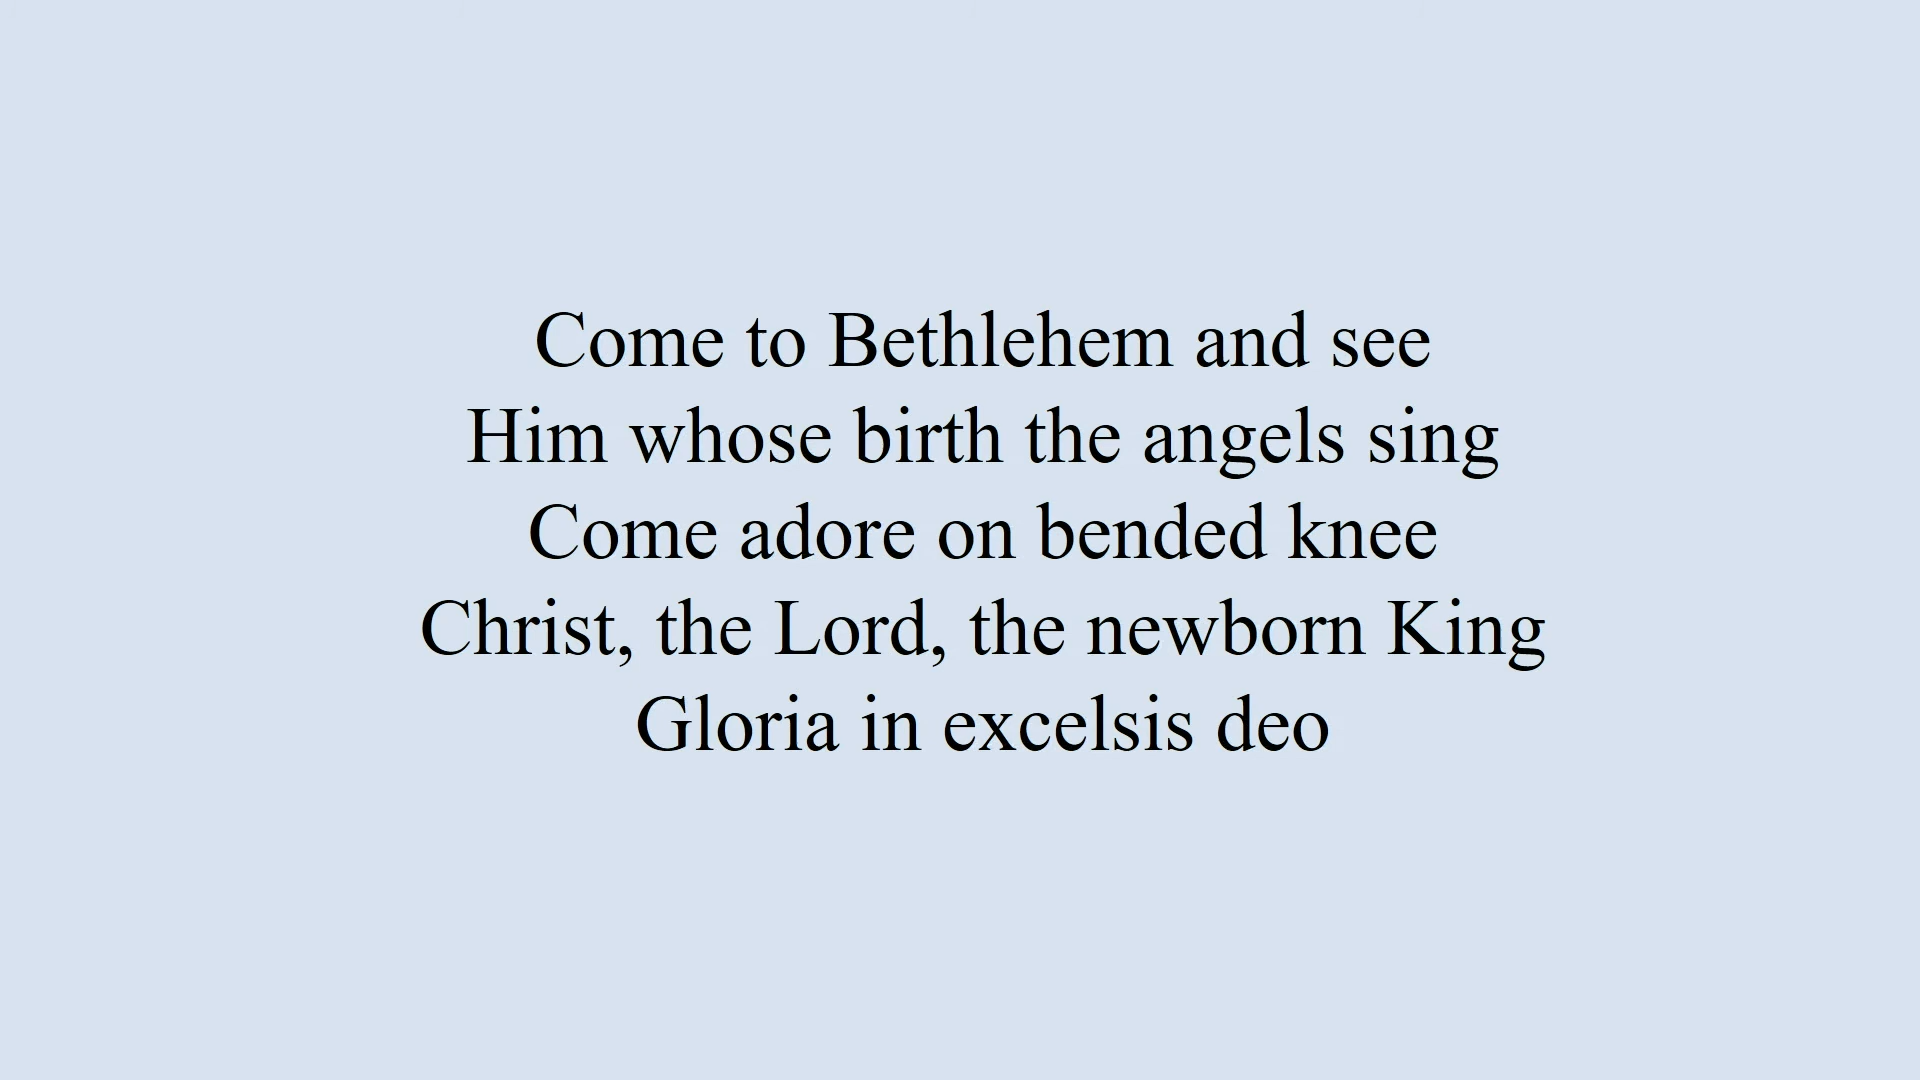 Come to Bethlehem and see
Him whose birth the angels sing
Come adore on bended knee
Christ, the Lord, the newborn King
Gloria in excelsis deo